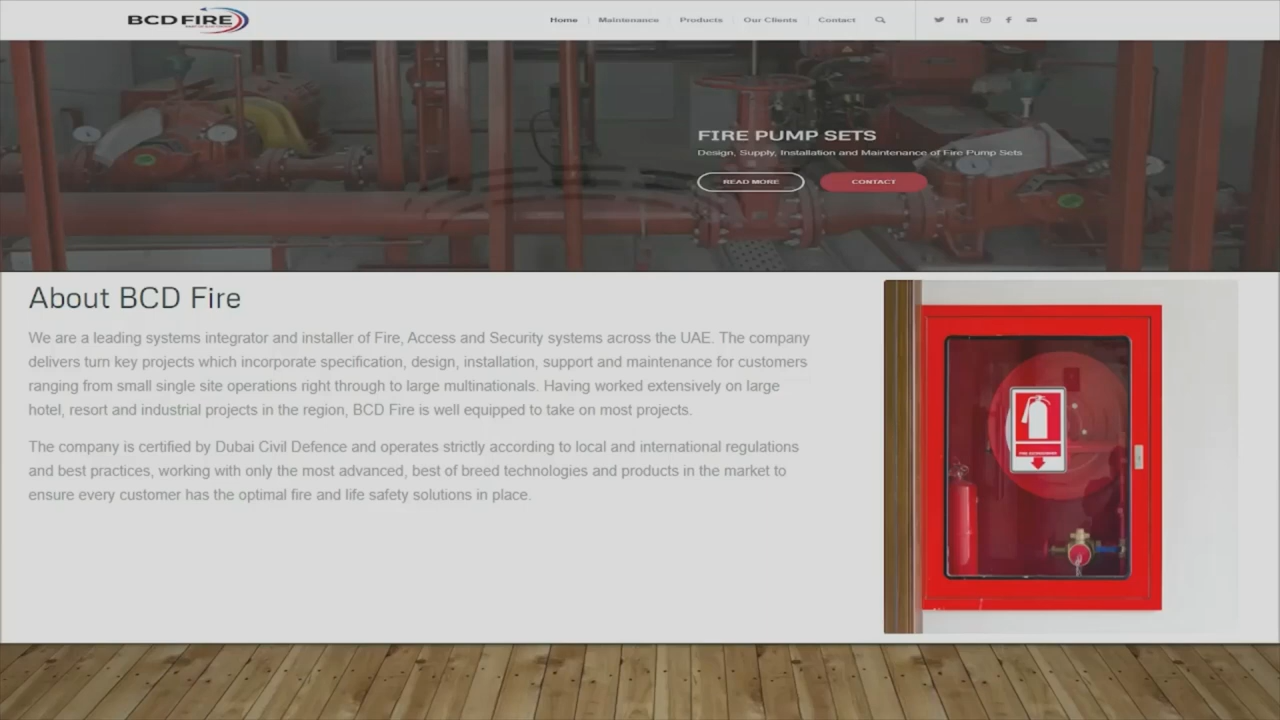 BCD FIRE
Home Maintenance Products Our Clients Contact
FIRE PUMP SETS
Design, Supply, Installation and Maintenance of Fire Pump Sets
READ MORE CONTACT
About BCD Fire
We are a leading systems integrator and installer of Fire, Access and Security systems across the UAE. The company
delivers turn key projects which incorporate specification, design, installation, support and maintenance for customers
ranging from small single site operations right through to large multinationals. Having worked extensively on large
hotel, resort and industrial projects in the region, BCD Fire is well equipped to take on most projects.
The company is certified by Dubai Civil Defence and operates strictly according to local and international regulations
and best practices, working with only the most advanced, best of breed technologies and products in the market to
ensure every customer has the optimal fire and life safety solutions in place.
FIRE EXTINGUISHER